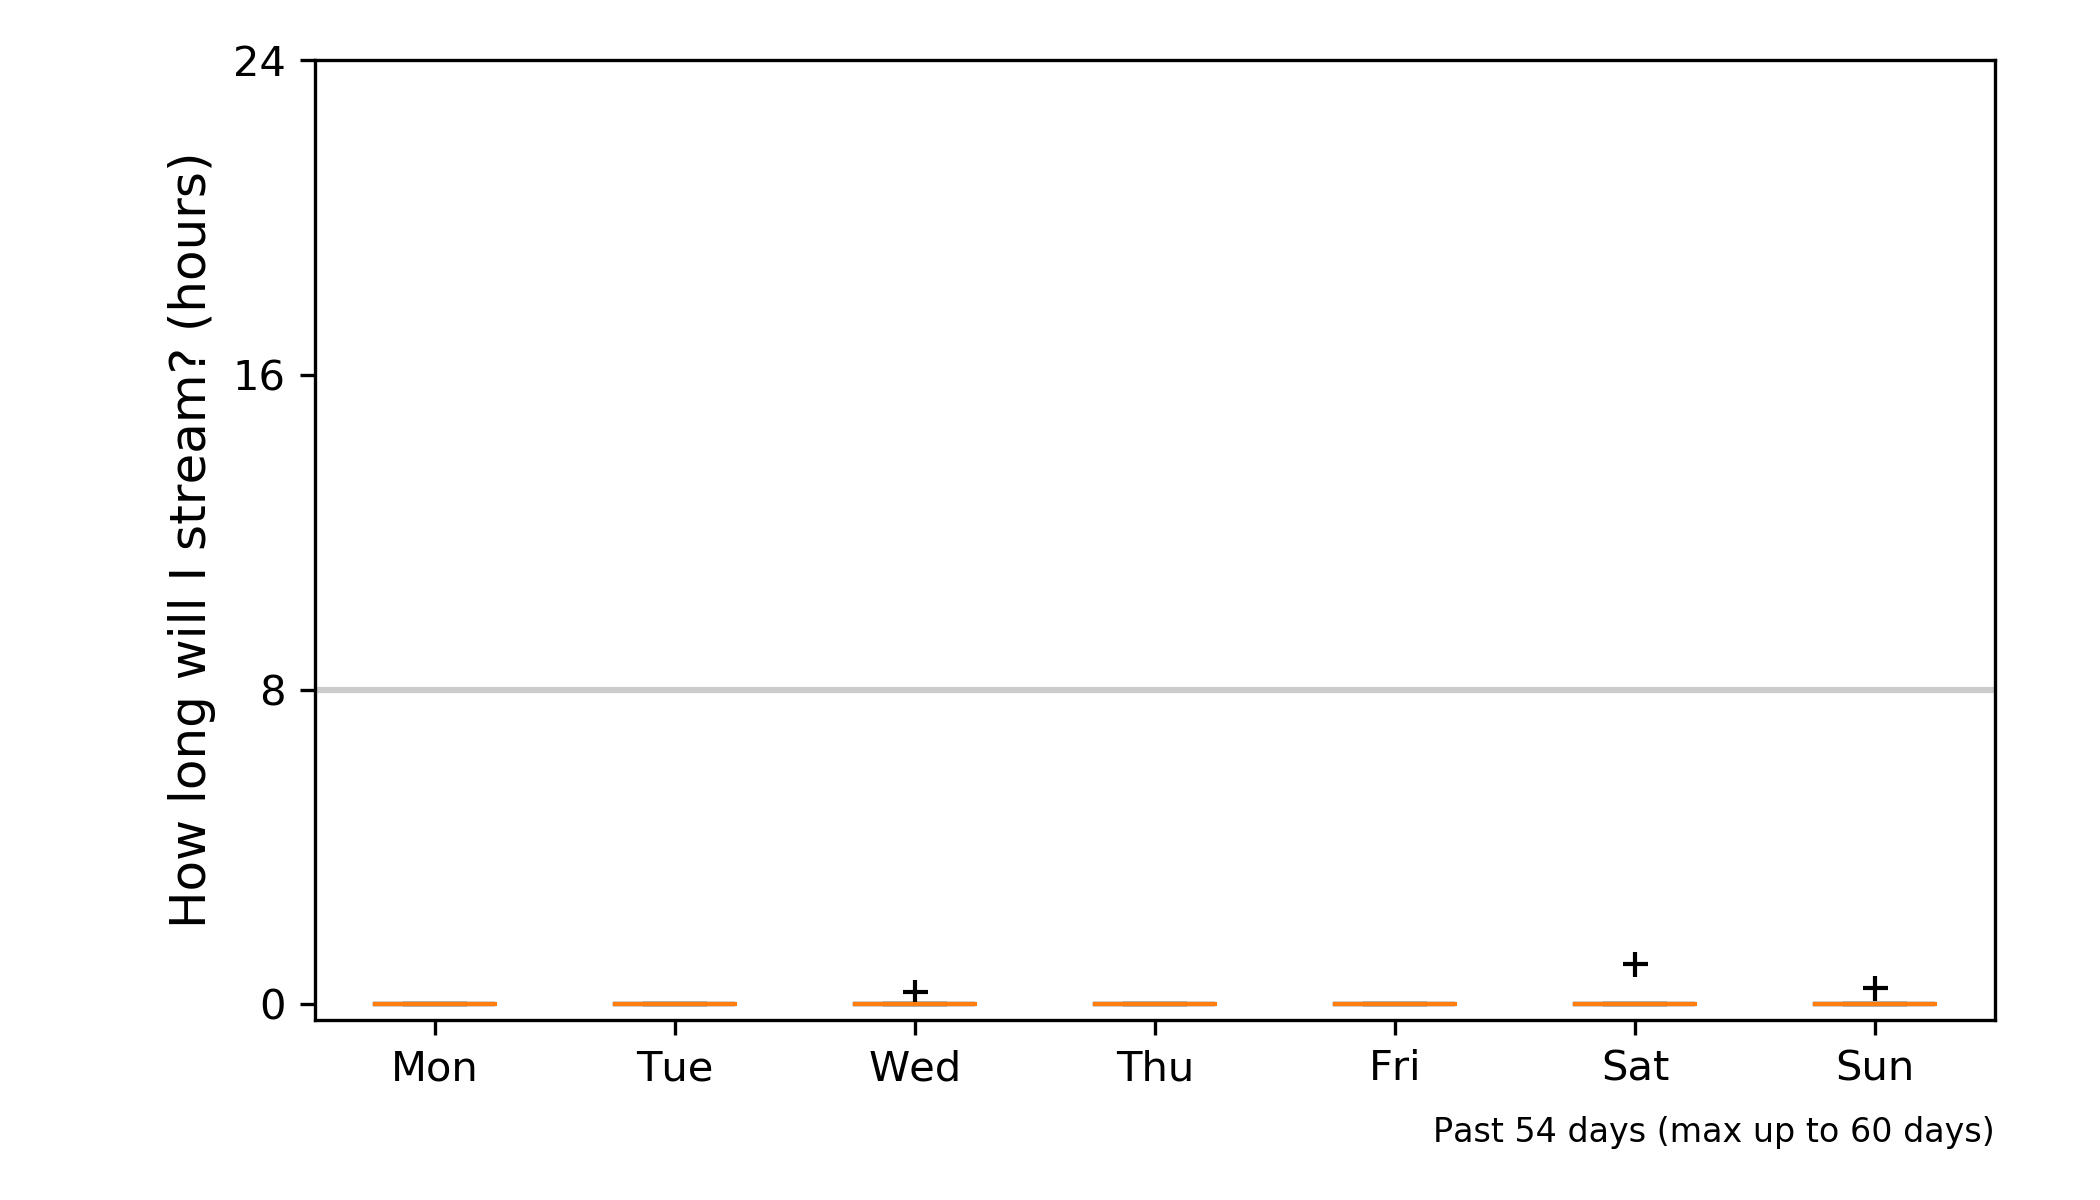 How long will I stream? (hours)
24
16
8
0
Mon Tue Wed Thu Fri Sat Sun
Past 54 days (max up to 60 days)